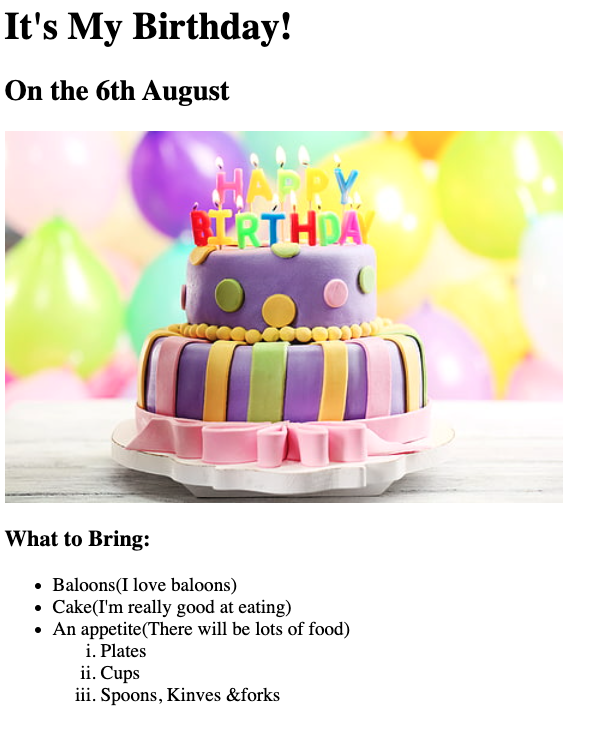 It's My Birthday!
On the 6th August
HAPPY
BIRTHDAY
What to Bring:
• Baloons(I love baloons)
• Cake(I'm really good at eating)
• An appetite(There will be lots of food)
i. Plates
ii. Cups
iii. Spoons, Kinves &forks